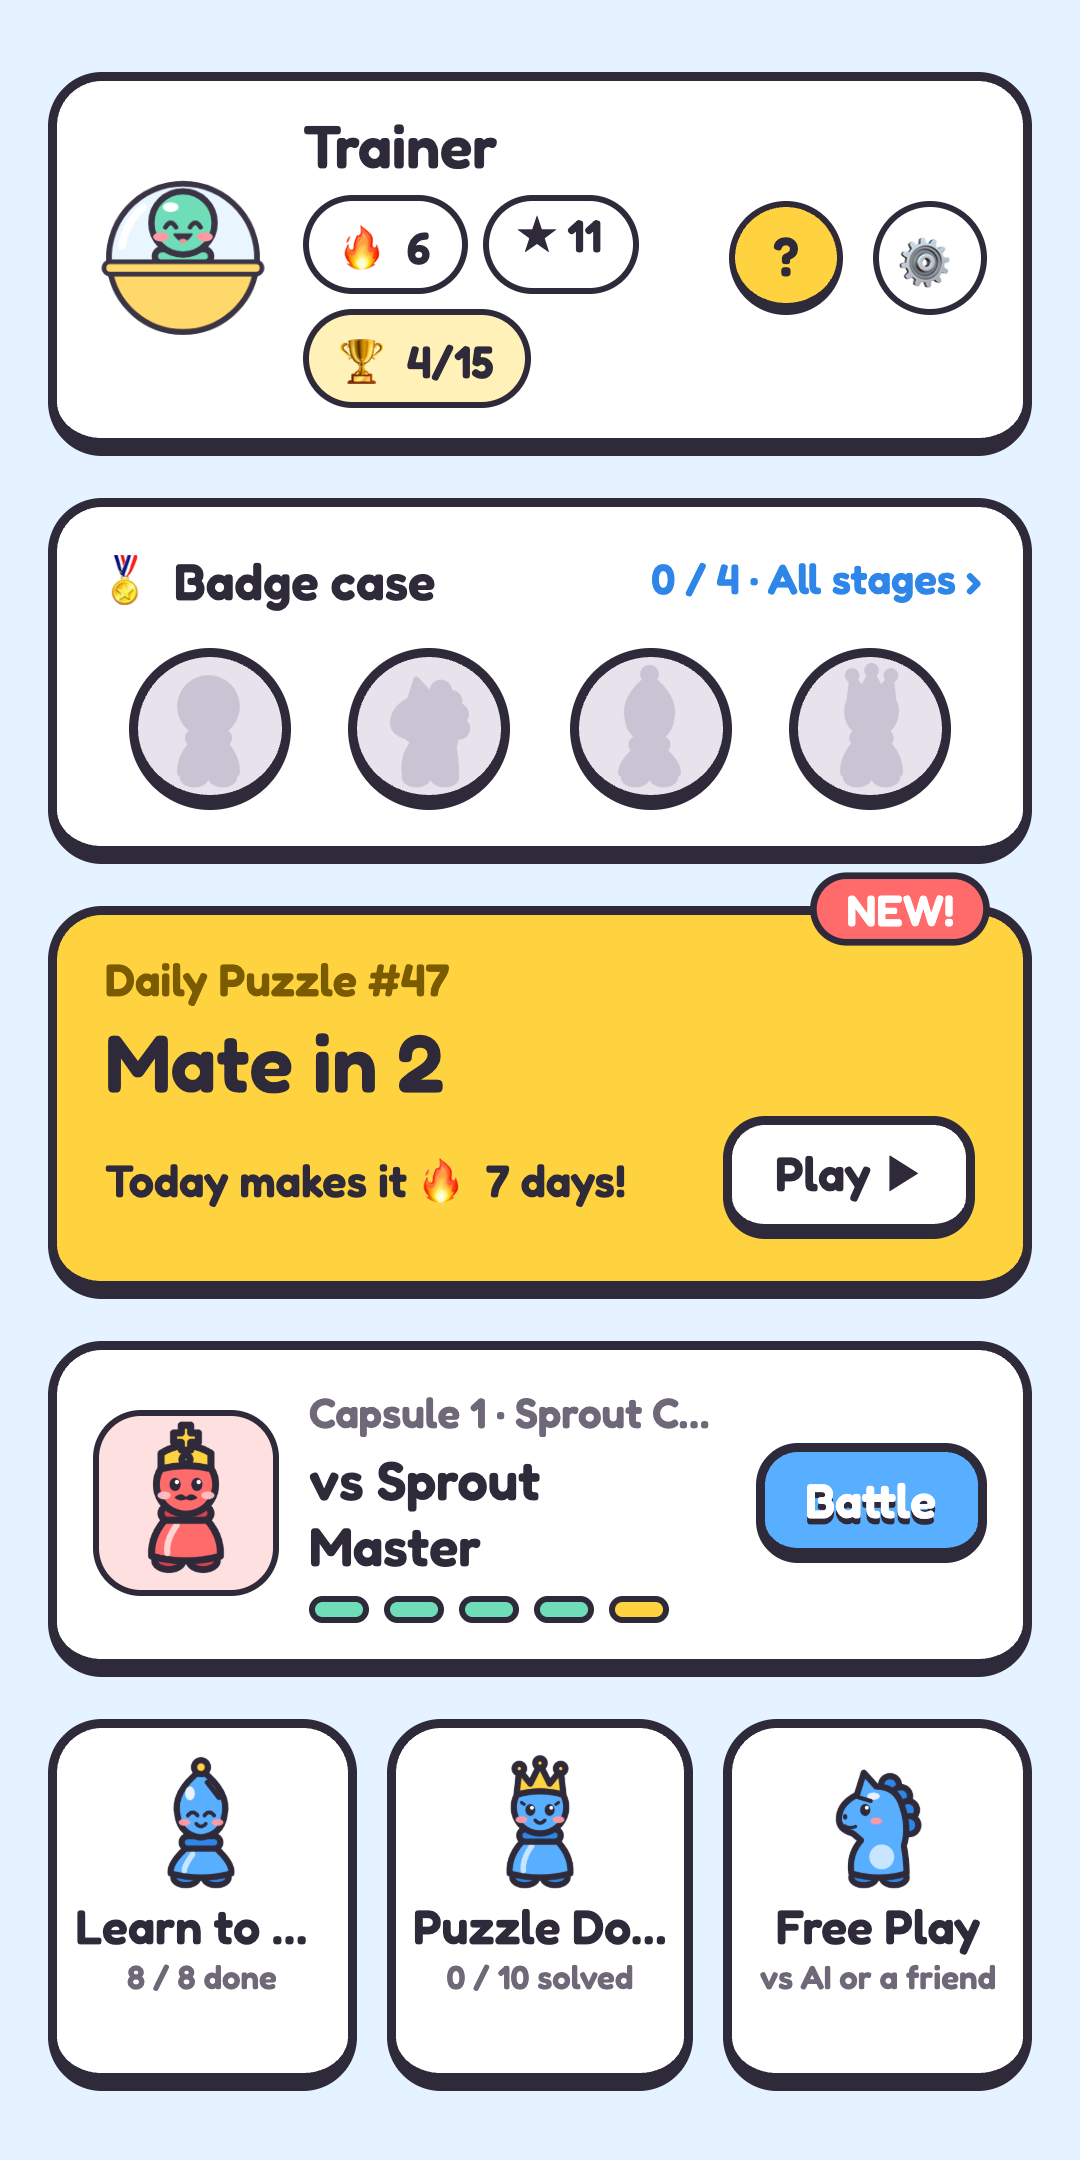 Trainer
🔥 6
★ 11
?
🏆 4/15
🏅 Badge case
0 / 4 · All stages ›
NEW!
Daily Puzzle #47
Mate in 2
Today makes it 🔥 7 days!
Play ▶
Capsule 1 · Sprout C...
vs Sprout
Master
Battle
Learn to ...
8 / 8 done
Puzzle Do...
0 / 10 solved
Free Play
vs AI or a friend